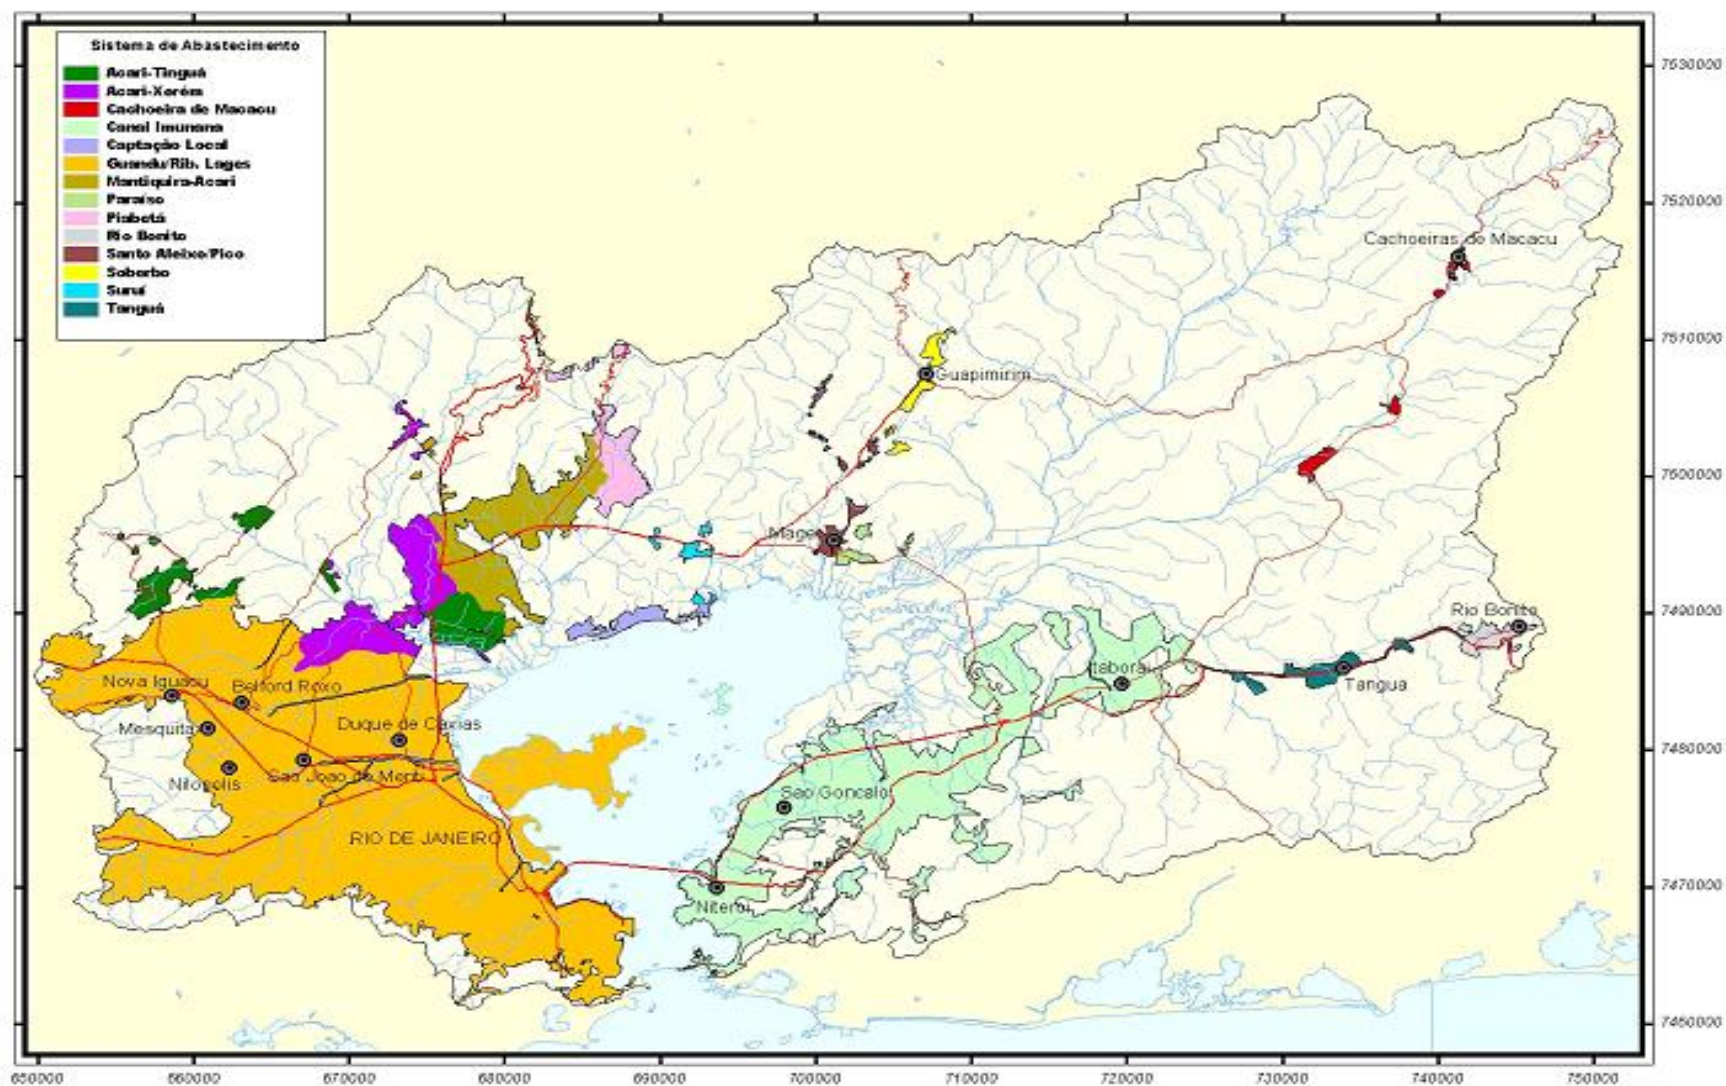 Sistema de Abastecimento
Acari-Tinguá
Acari-Xerém
Cachoeira de Macacu
Canal Imunana
Captação Local
Guandu/Rib. Lages
Mantiquira-Acari
Paraíso
Piabetá
Rio Bonito
Santo Aleixo/Pico
Soberbo
Suruí
Tanguá
7530000
7520000
Cachoeiras de Macacu
7510000
Guapimirim
7500000
Mage
7490000
Rio Bonito
Itaborai
Tangua
Nova Iguacu
Belford Roxo
Mesquita
Duque de Caxias
7480000
Sao Joao de Meriti
Nilopolis
Sao Goncalo
RIO DE JANEIRO
7470000
Niteroi
7460000
650000 660000 670000 680000 690000 700000 710000 720000 730000 740000 750000